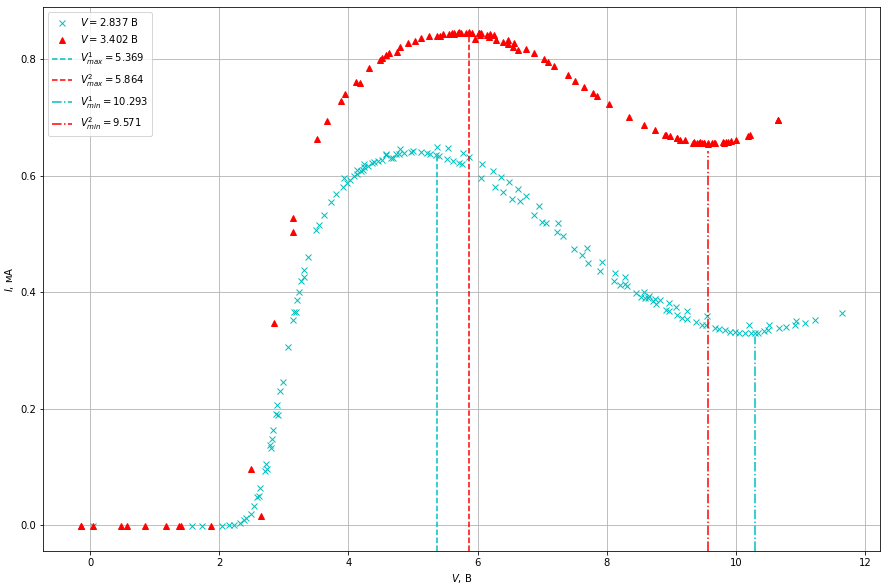 V = 2.837 В
V = 3.402 В
V¹ₘₐₓ = 5.369
V²ₘₐₓ = 5.864
V¹ₘᵢₙ = 10.293
V²ₘᵢₙ = 9.571
0.8
0.6
0.4
0.2
0.0
I, мА
0 2 4 6 8 10 12
V, В